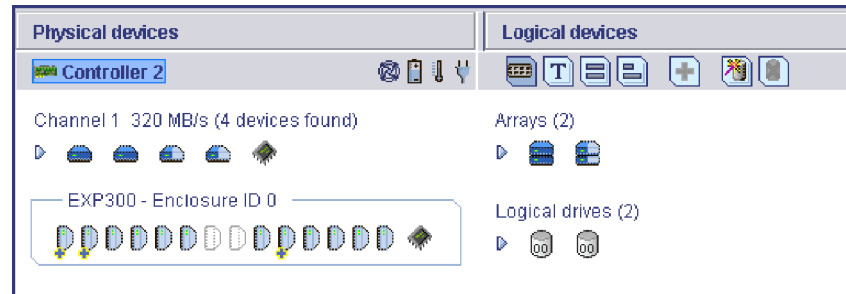 Physical devices
Logical devices
Controller 2
T
Channel 1 320 MB/s (4 devices found)
Arrays (2)
EXP300 - Enclosure ID 0
Logical drives (2)